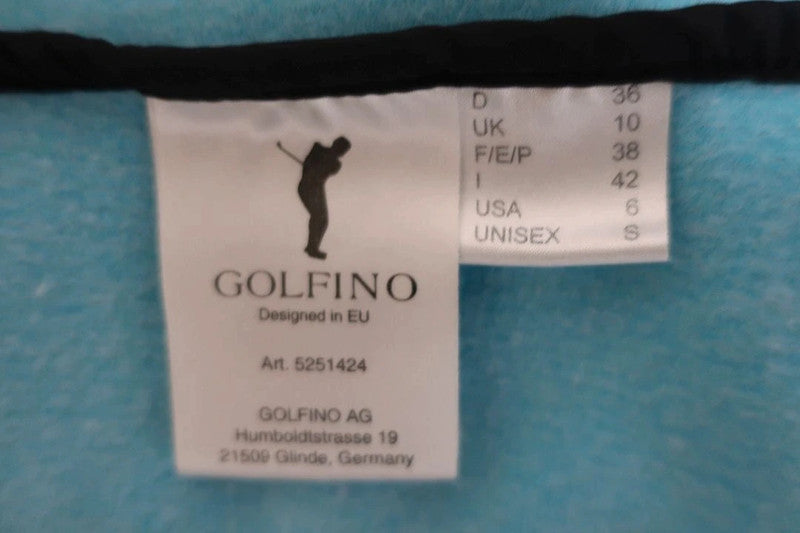 GOLFINO
Designed in EU
Art. 5251424
GOLFINO AG
Humboldtstrasse 19
21509 Glinde, Germany
D 36
UK 10
F/E/P 38
I 42
USA 6
UNISEX S